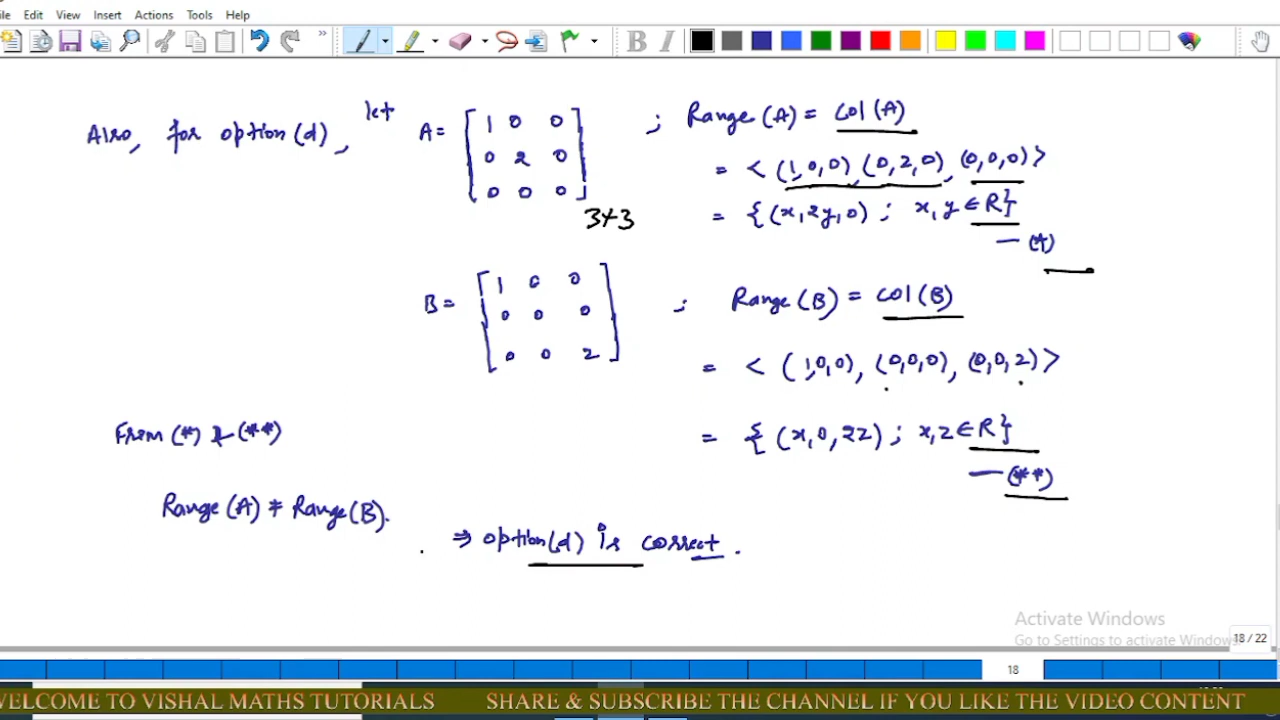 ile Edit View Insert Actions Tools Help
Also, for option(d), let A= [1 0 0
0 2 0
0 0 0] 3×3
; Range(A) = Col(A)
= < (1,0,0), (0,2,0), (0,0,0)>
= {(x, 2y, 0) ; x, y ∈ R}
— (*)
B= [1 0 0
0 0 0
0 0 2]
; Range(B) = Col(B)
= < (1,0,0), (0,0,0), (0,0,2)>
= {(x, 0, 2z) ; x, z ∈ R}
— (**)
From (*) & (**)
Range(A) ≠ Range(B).
⇒ option(d) is correct.
Activate Windows
Go to Settings to activate Windows.
18 / 22
18
WELCOME TO VISHAL MATHS TUTORIALS SHARE & SUBSCRIBE THE CHANNEL IF YOU LIKE THE VIDEO CONTENT